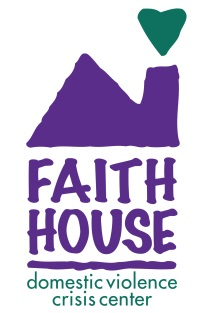 FAITH
HOUSE
domestic violence
crisis center